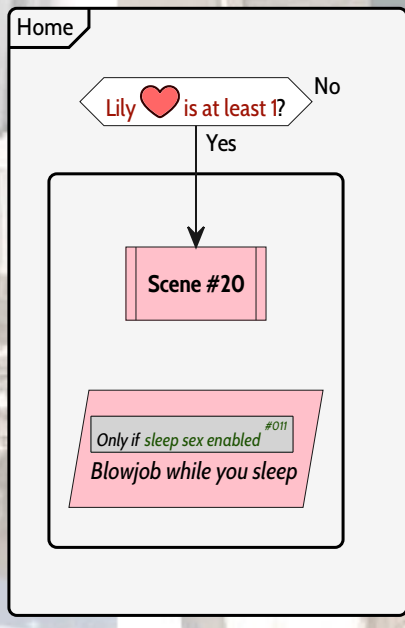 Home
Lily ❤ is at least 1?
No
Yes
Scene #20
#011
Only if sleep sex enabled
Blowjob while you sleep